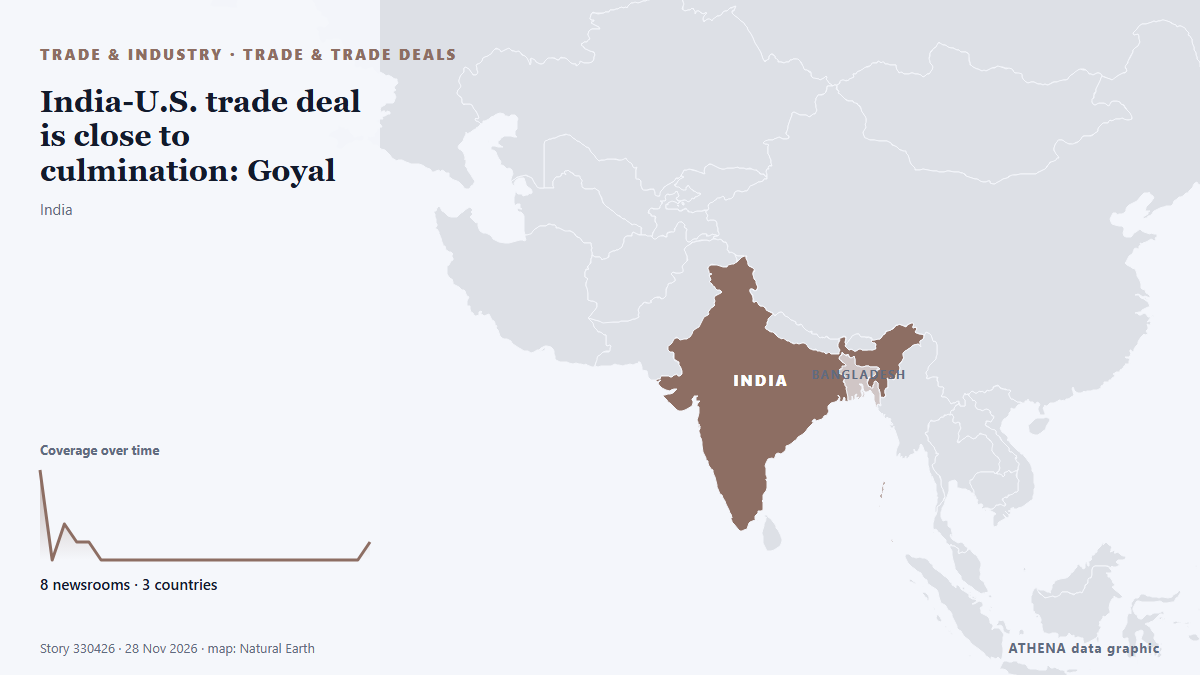 TRADE & INDUSTRY · TRADE & TRADE DEALS
India-U.S. trade deal
is close to
culmination: Goyal
India
INDIA
BANGLADESH
Coverage over time
8 newsrooms · 3 countries
Story 330426 · 28 Nov 2026 · map: Natural Earth
ATHENA data graphic